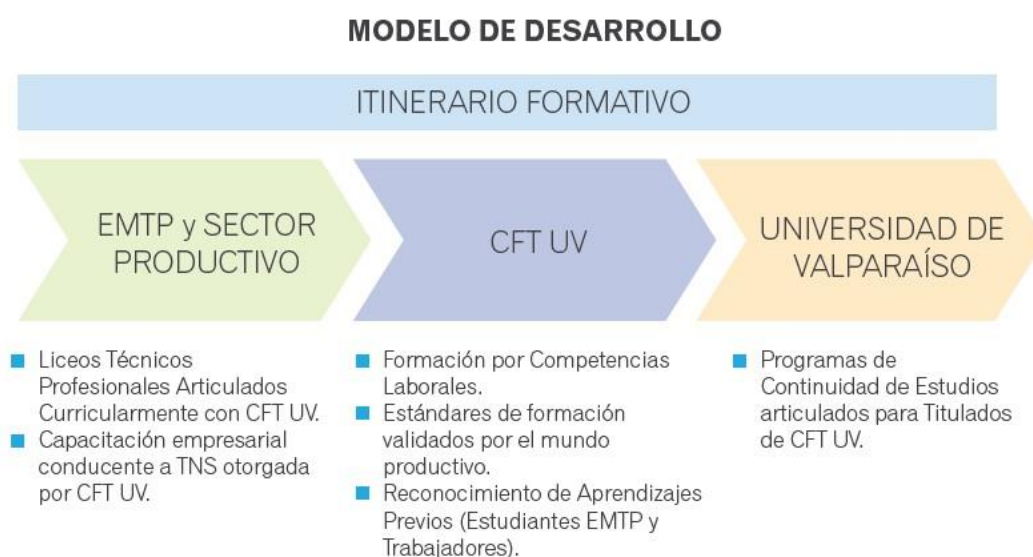 MODELO DE DESARROLLO
ITINERARIO FORMATIVO
EMTP y SECTOR
PRODUCTIVO
CFT UV
UNIVERSIDAD DE
VALPARAÍSO
Liceos Técnicos
Profesionales Articulados
Curricularmente con CFT UV.
Capacitación empresarial
conducente a TNS otorgada
por CFT UV.
Formación por Competencias
Laborales.
Estándares de formación
validados por el mundo
productivo.
Reconocimiento de Aprendizajes
Previos (Estudiantes EMTP y
Trabajadores).
Programas de
Continuidad de Estudios
articulados para Titulados
de CFT UV.